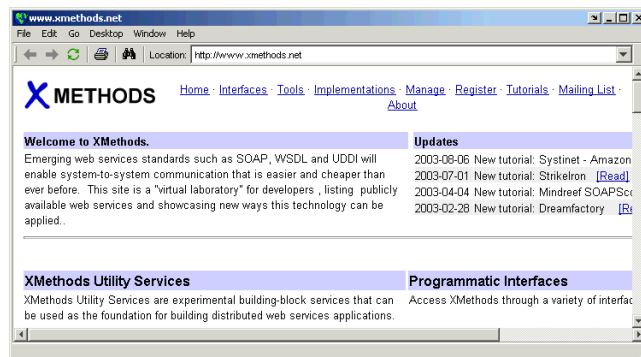 www.xmethods.net
File Edit Go Desktop Window Help
Location: http://www.xmethods.net
X METHODS
Home · Interfaces · Tools · Implementations · Manage · Register · Tutorials · Mailing List ·
About
Welcome to XMethods.
Emerging web services standards such as SOAP, WSDL and UDDI will
enable system-to-system communication that is easier and cheaper than
ever before. This site is a "virtual laboratory" for developers , listing publicly
available web services and showcasing new ways this technology can be
applied..
Updates
2003-08-06 New tutorial: Systinet - Amazon
2003-07-01 New tutorial: StrikeIron [Read]
2003-04-04 New tutorial: Mindreef SOAPSc
2003-02-28 New tutorial: Dreamfactory [Re
XMethods Utility Services
XMethods Utility Services are experimental building-block services that can
be used as the foundation for building distributed web services applications.
Programmatic Interfaces
Access XMethods through a variety of interfac